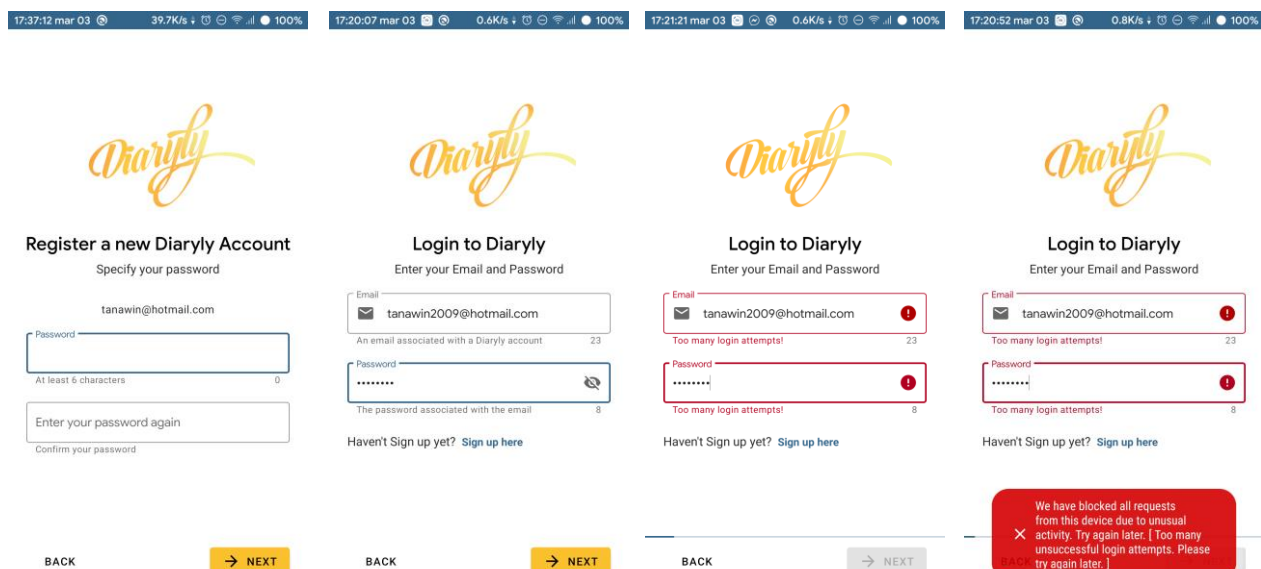 17:37:12 mar 03 39.7K/s 100%
Diaryly
Register a new Diaryly Account
Specify your password
tanawin@hotmail.com
Password
At least 6 characters 0
Enter your password again
Confirm your password
BACK → NEXT
17:20:07 mar 03 0.6K/s 100%
Diaryly
Login to Diaryly
Enter your Email and Password
Email
tanawin2009@hotmail.com
An email associated with a Diaryly account 23
Password
••••••••
The password associated with the email 8
Haven't Sign up yet? Sign up here
BACK → NEXT
17:21:21 mar 03 0.6K/s 100%
Diaryly
Login to Diaryly
Enter your Email and Password
Email
tanawin2009@hotmail.com
Too many login attempts! 23
Password
••••••••
Too many login attempts! 8
Haven't Sign up yet? Sign up here
BACK → NEXT
17:20:52 mar 03 0.8K/s 100%
Diaryly
Login to Diaryly
Enter your Email and Password
Email
tanawin2009@hotmail.com
Too many login attempts! 23
Password
••••••••
Too many login attempts! 8
Haven't Sign up yet? Sign up here
We have blocked all requests
from this device due to unusual
activity. Try again later. [ Too many
unsuccessful login attempts. Please
try again later. ]